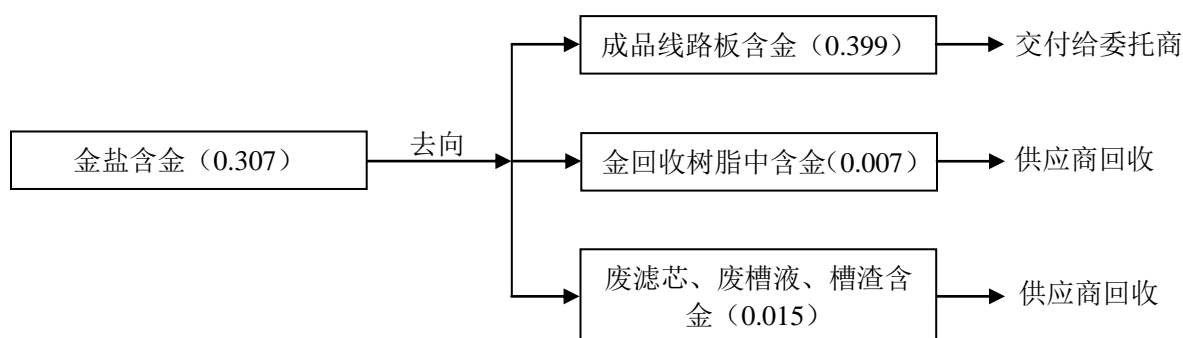 成品线路板含金（0.399）
交付给委托商
金盐含金（0.307）
去向
金回收树脂中含金(0.007）
供应商回收
废滤芯、废槽液、槽渣含
金（0.015）
供应商回收